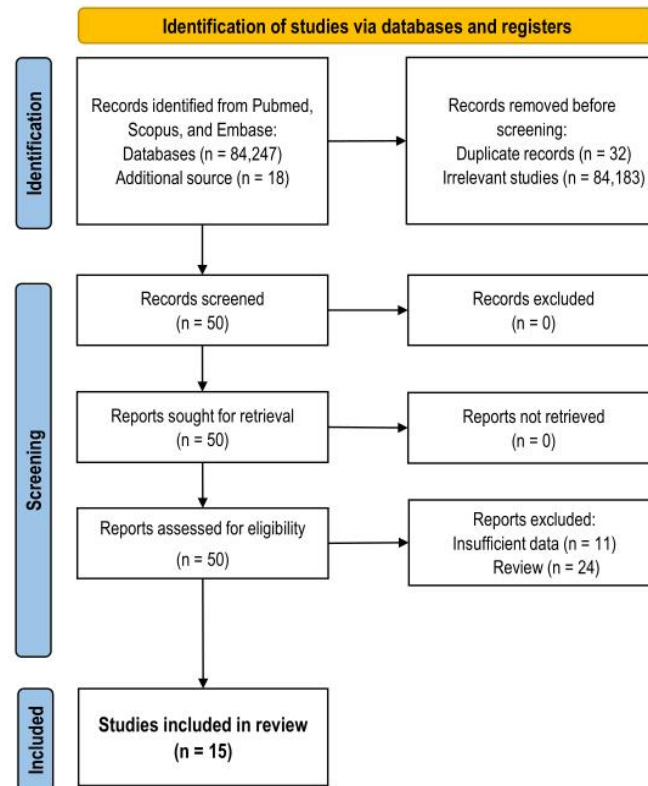 Identification of studies via databases and registers
Identification
Records identified from Pubmed,
Scopus, and Embase:
Databases (n = 84,247)
Additional source (n = 18)
Records removed before
screening:
Duplicate records (n = 32)
Irrelevant studies (n = 84,183)
Screening
Records screened
(n = 50)
Records excluded
(n = 0)
Reports sought for retrieval
(n = 50)
Reports not retrieved
(n = 0)
Reports assessed for eligibility
(n = 50)
Reports excluded:
Insufficient data (n = 11)
Review (n = 24)
Included
Studies included in review
(n = 15)